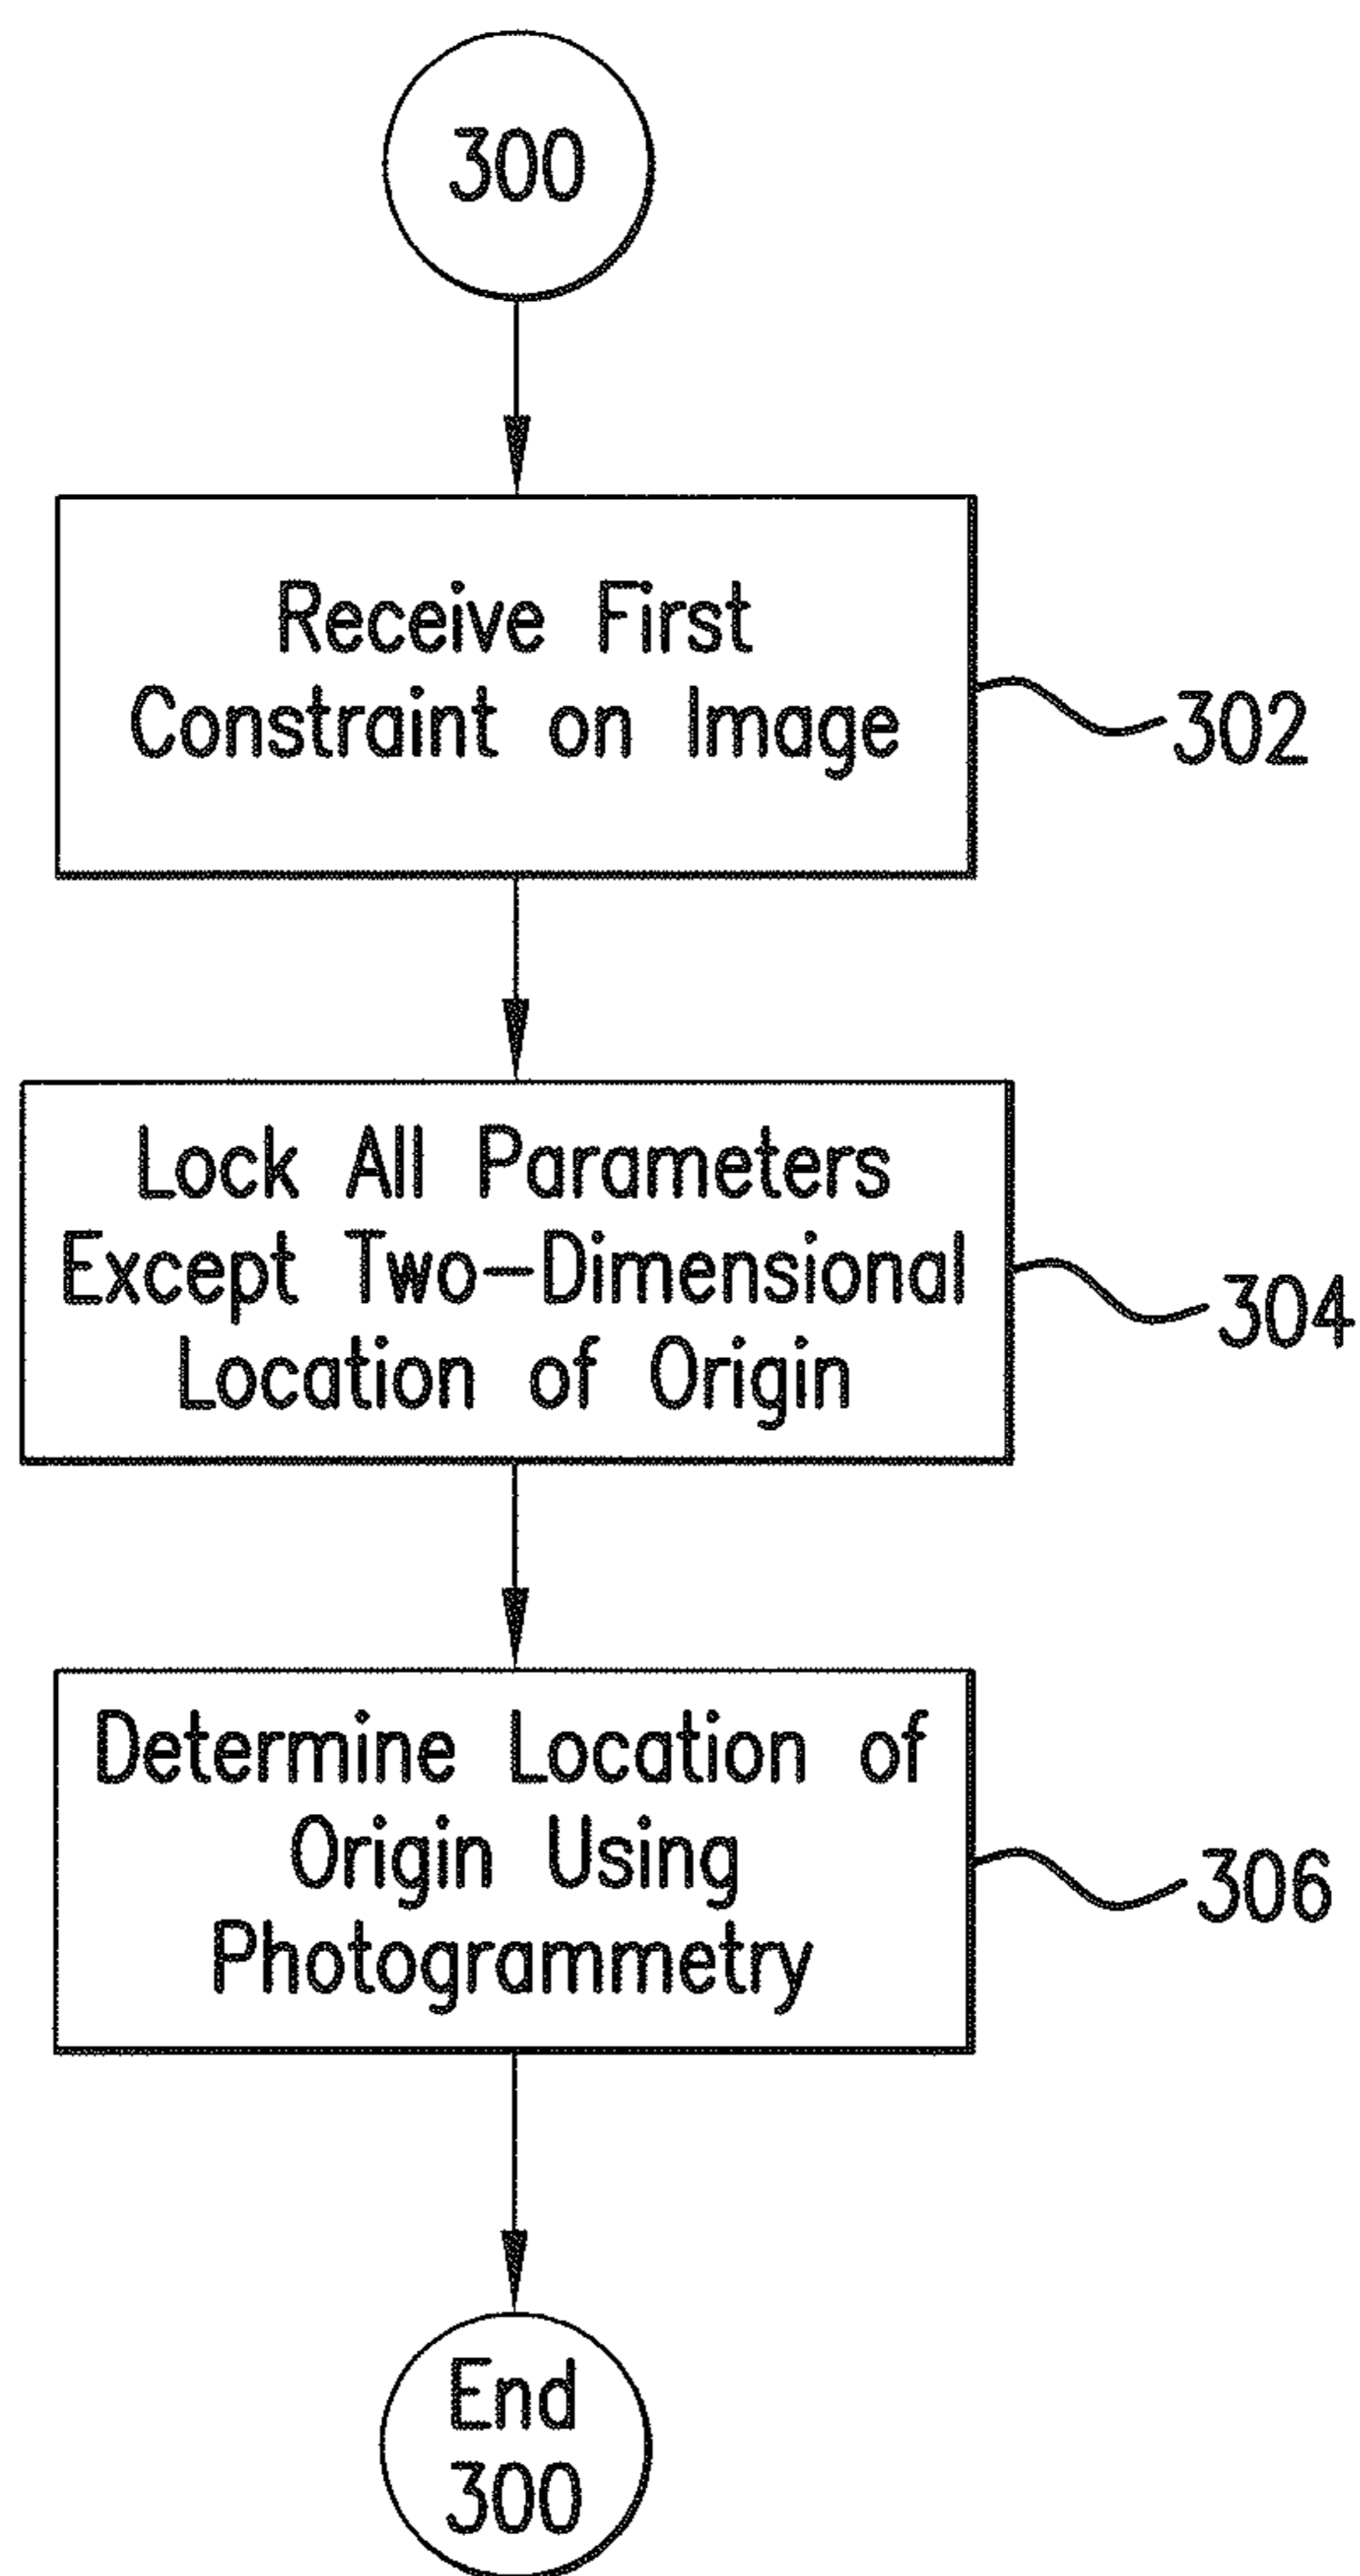 300
Receive First
Constraint on Image
302
Lock All Parameters
Except Two-Dimensional
Location of Origin
304
Determine Location of
Origin Using
Photogrammetry
306
End
300